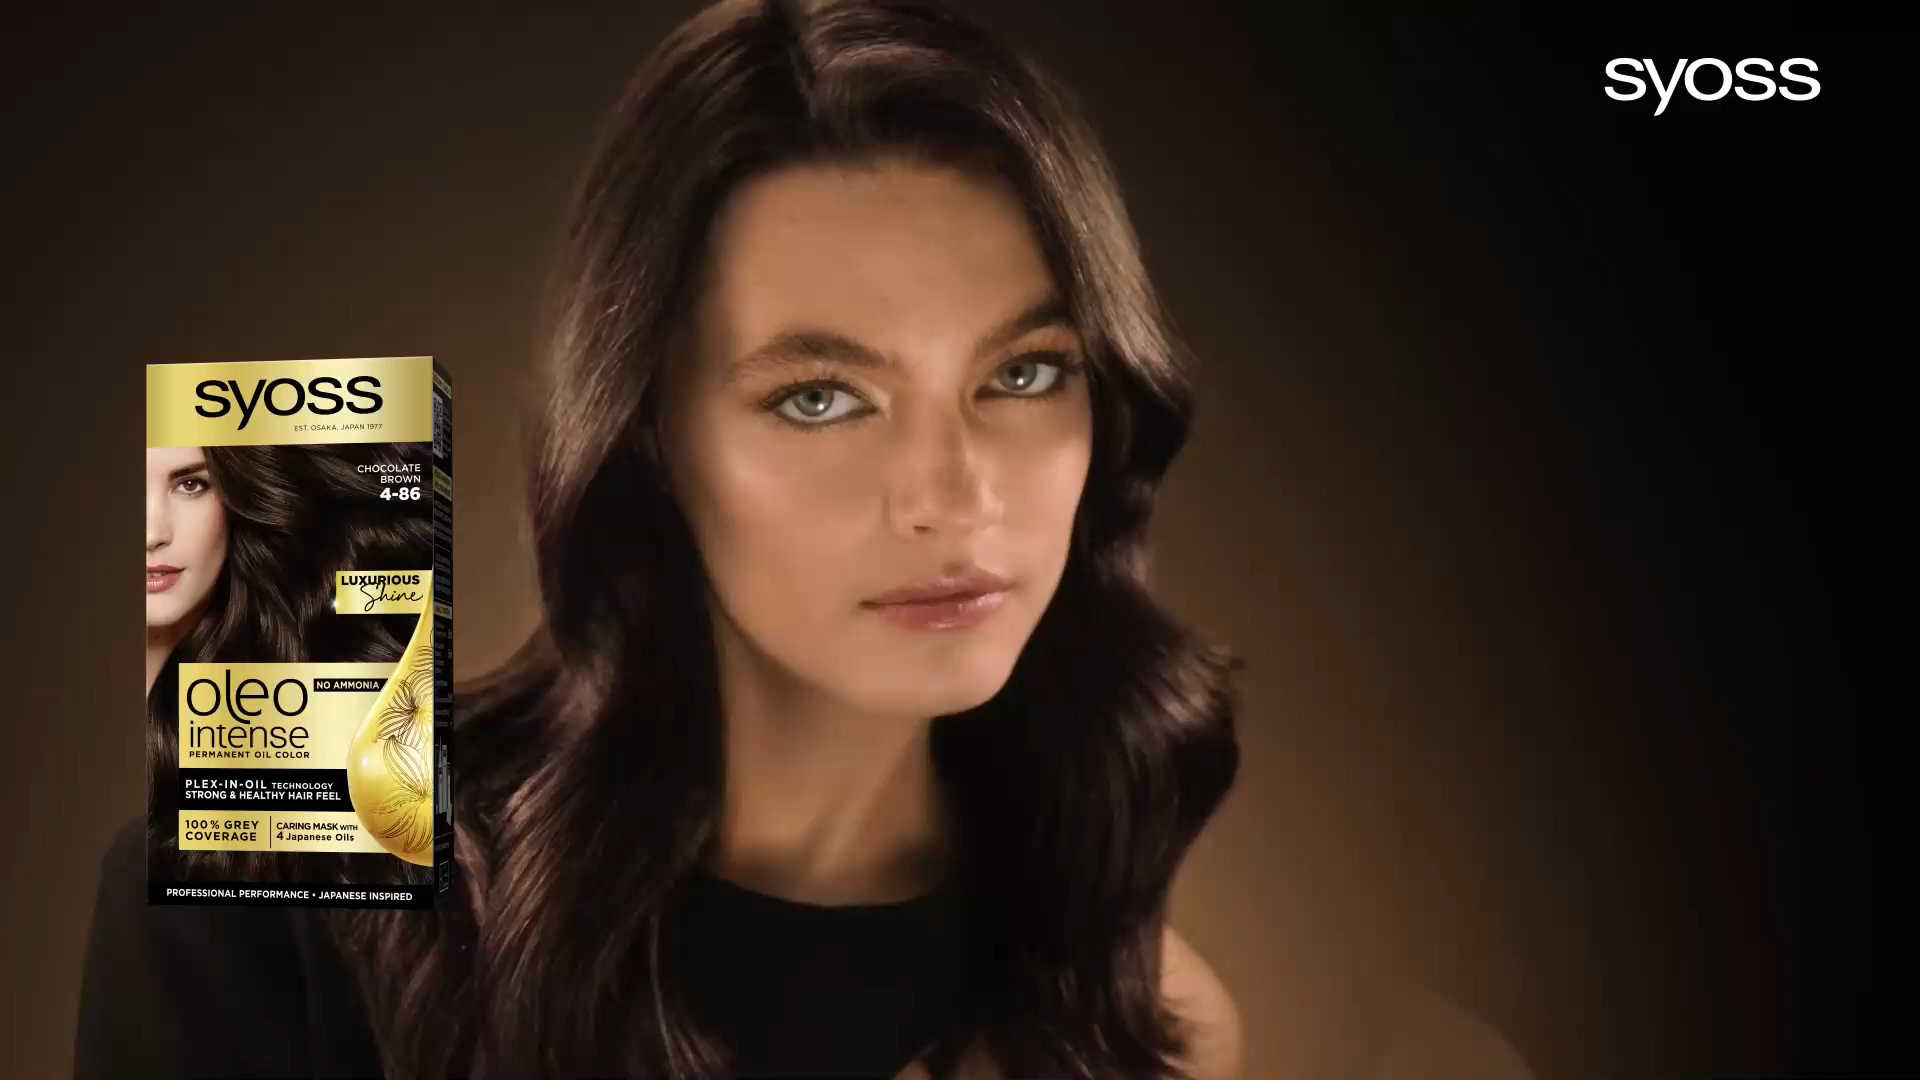 syoss
syoss
EST. OSAKA, JAPAN 1977
CHOCOLATE
BROWN
4-86
LUXURIOUS
Shine
oleo
NO AMMONIA
intense
PERMANENT OIL COLOR
PLEX-IN-OIL TECHNOLOGY
STRONG & HEALTHY HAIR FEEL
100% GREY
COVERAGE
CARING MASK WITH
4 Japanese Oils
PROFESSIONAL PERFORMANCE • JAPANESE INSPIRED